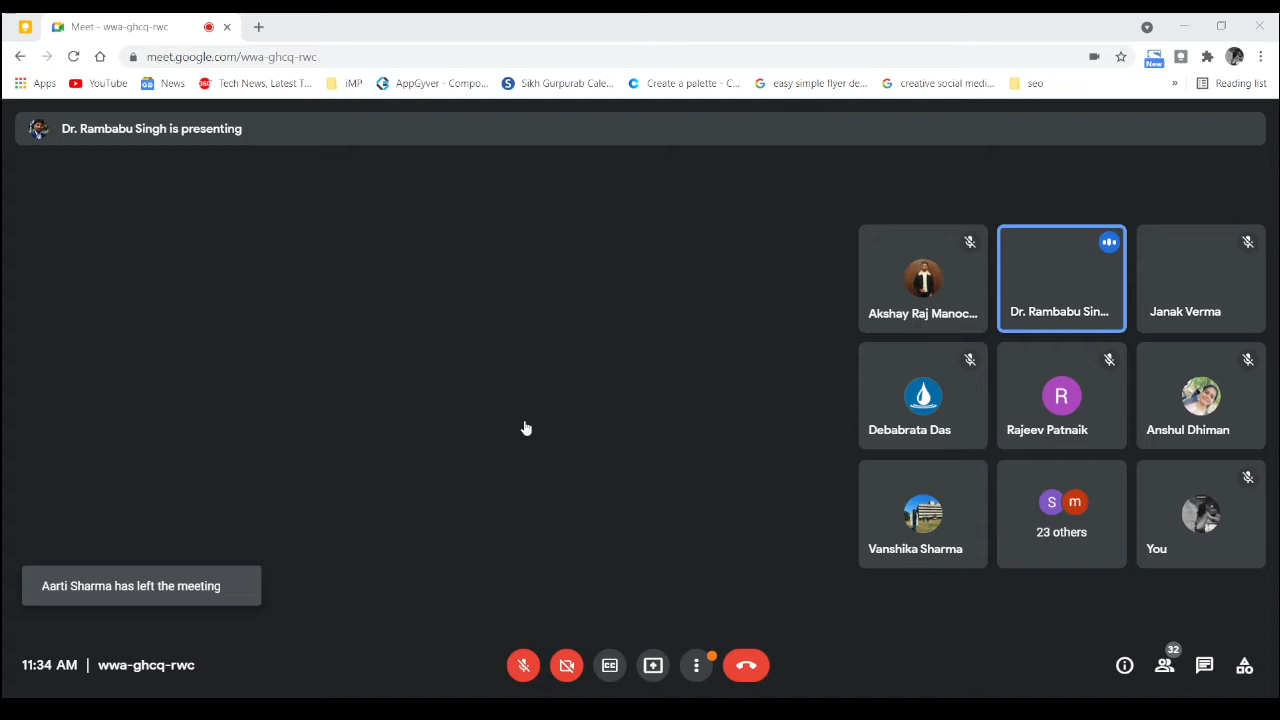 Meet - wwa-ghcq-rwc
meet.google.com/wwa-ghcq-rwc
New
Apps
YouTube
News
Tech News, Latest T...
iMP
AppGyver - Compo...
Sikh Gurpurab Cale...
Create a palette - C...
easy simple flyer de...
creative social medi...
seo
»
Reading list
Dr. Rambabu Singh is presenting
Akshay Raj Manoc...
Dr. Rambabu Sin...
Janak Verma
Debabrata Das
R
Rajeev Patnaik
Anshul Dhiman
Vanshika Sharma
S
m
23 others
You
Aarti Sharma has left the meeting
11:34 AM | wwa-ghcq-rwc
CC
32